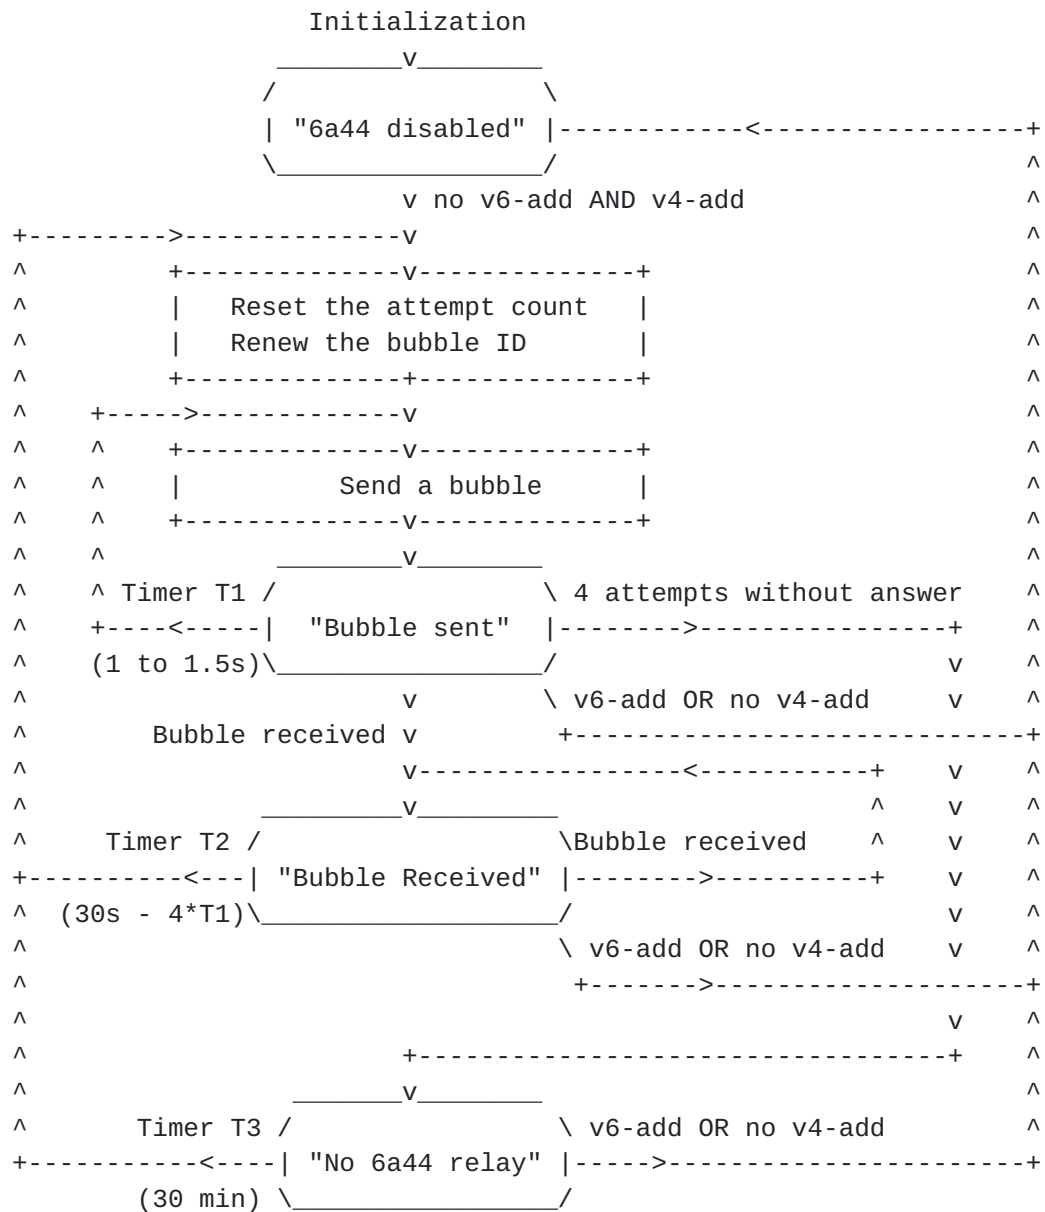 Initialization
"6a44 disabled"
v no v6-add AND v4-add
Reset the attempt count
Renew the bubble ID
Send a bubble
Timer T1
4 attempts without answer
"Bubble sent"
(1 to 1.5s)
v6-add OR no v4-add
Bubble received
Timer T2
Bubble received
"Bubble Received"
(30s - 4*T1)
v6-add OR no v4-add
Timer T3
v6-add OR no v4-add
"No 6a44 relay"
(30 min)